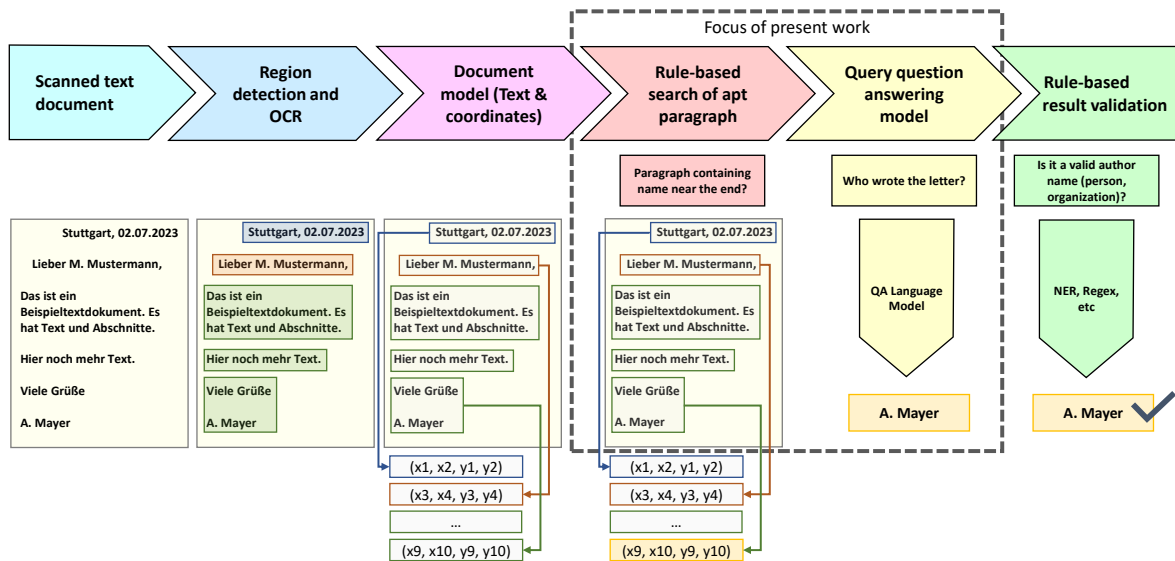 Focus of present work
Scanned text
document
Region
detection and
OCR
Document
model (Text &
coordinates)
Rule-based
search of apt
paragraph
Query question
answering
model
Rule-based
result validation
Paragraph containing
name near the end?
Who wrote the letter?
Is it a valid author
name (person,
organization)?
Stuttgart, 02.07.2023
Lieber M. Mustermann,
Das ist ein
Beispieltextdokument. Es
hat Text und Abschnitte.
Hier noch mehr Text.
Viele Grüße
A. Mayer
Stuttgart, 02.07.2023
Lieber M. Mustermann,
Das ist ein
Beispieltextdokument. Es
hat Text und Abschnitte.
Hier noch mehr Text.
Viele Grüße
A. Mayer
Stuttgart, 02.07.2023
Lieber M. Mustermann,
Das ist ein
Beispieltextdokument. Es
hat Text und Abschnitte.
Hier noch mehr Text.
Viele Grüße
A. Mayer
(x1, x2, y1, y2)
(x3, x4, y3, y4)
...
(x9, x10, y9, y10)
Stuttgart, 02.07.2023
Lieber M. Mustermann,
Das ist ein
Beispieltextdokument. Es
hat Text und Abschnitte.
Hier noch mehr Text.
Viele Grüße
A. Mayer
(x1, x2, y1, y2)
(x3, x4, y3, y4)
...
(x9, x10, y9, y10)
QA Language
Model
A. Mayer
NER, Regex,
etc
A. Mayer